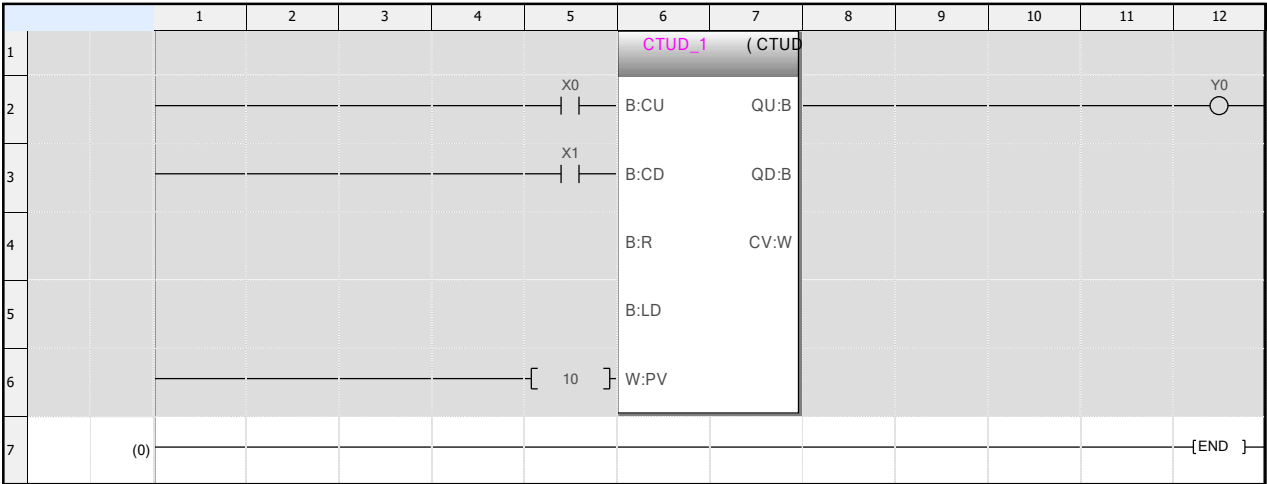 1 2 3 4 5 6 7 8 9 10 11 12
1 CTUD_1 (CTUD
X0 Y0
2 B:CU QU:B
X1
3 B:CD QD:B
4 B:R CV:W
5 B:LD
6 10 W:PV
7 (0) [END ]